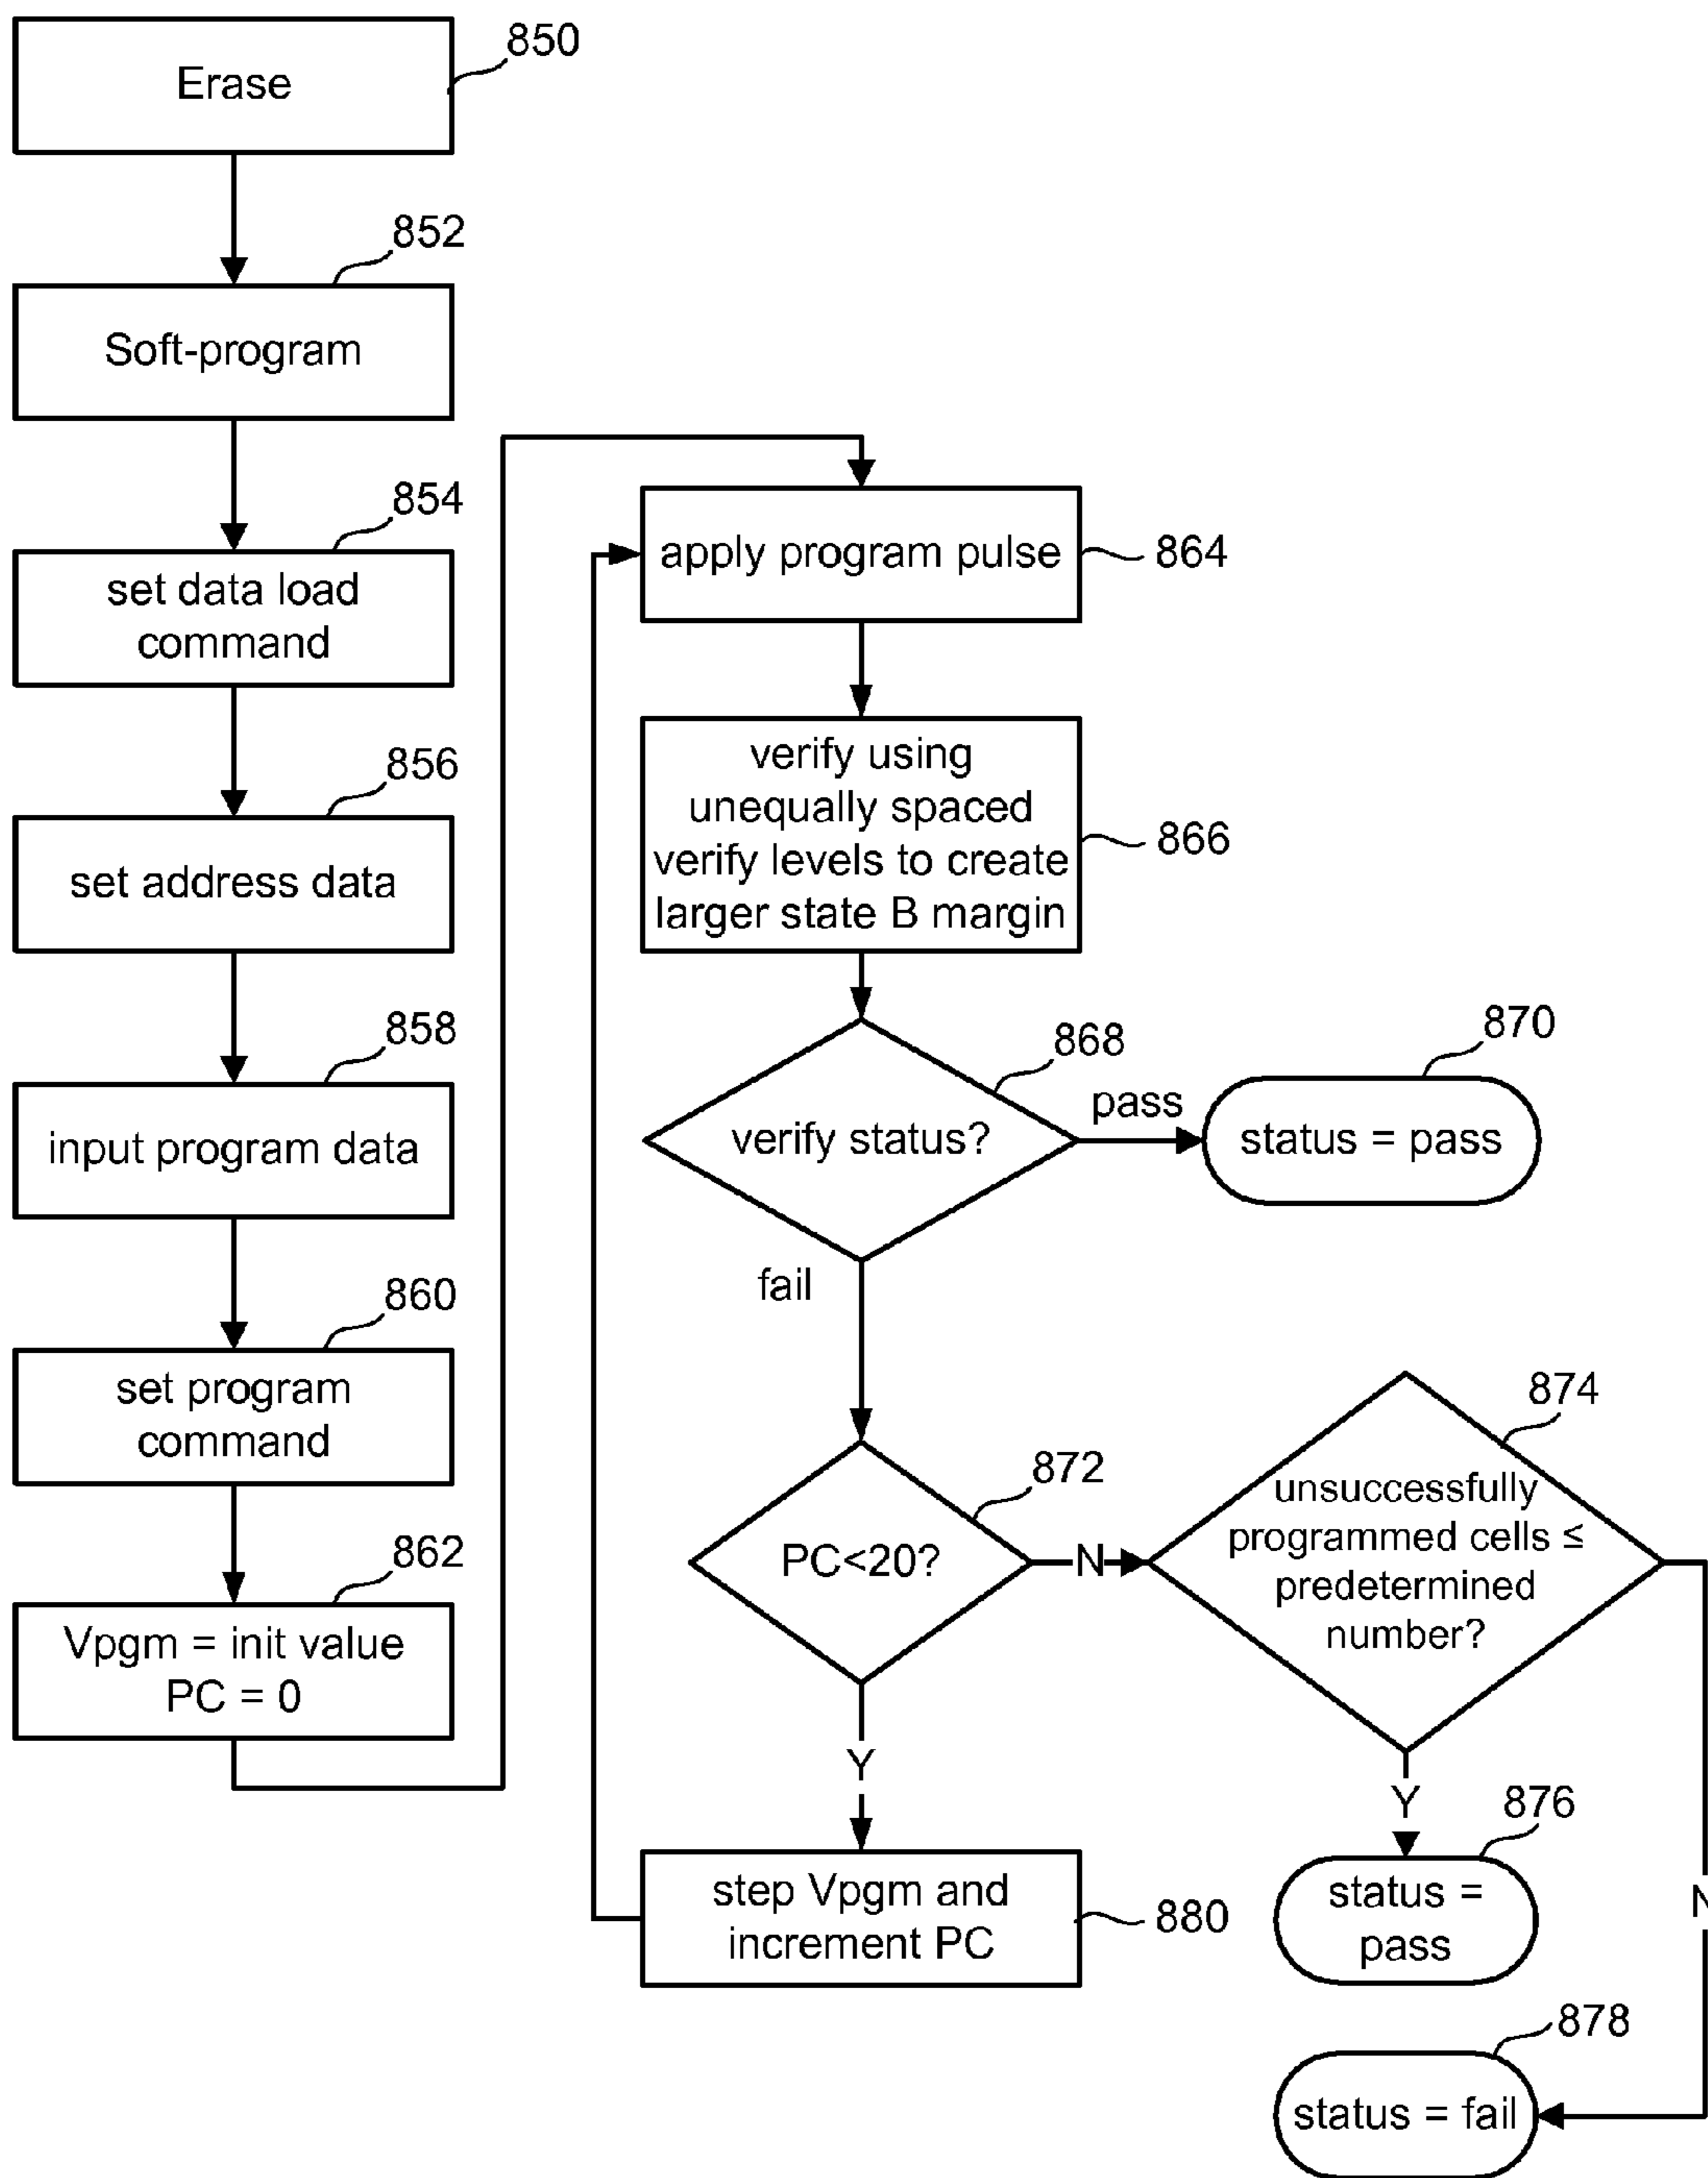 850
Erase
852
Soft-program
854
set data load
command
856
set address data
858
input program data
860
set program
command
862
Vpgm = init value
PC = 0
apply program pulse
864
verify using
unequally spaced
verify levels to create
larger state B margin
866
868
verify status?
pass
870
status = pass
fail
872
PC<20?
N
874
unsuccessfully
programmed cells ≤
predetermined
number?
Y
step Vpgm and
increment PC
880
Y
876
status =
pass
N
878
status = fail